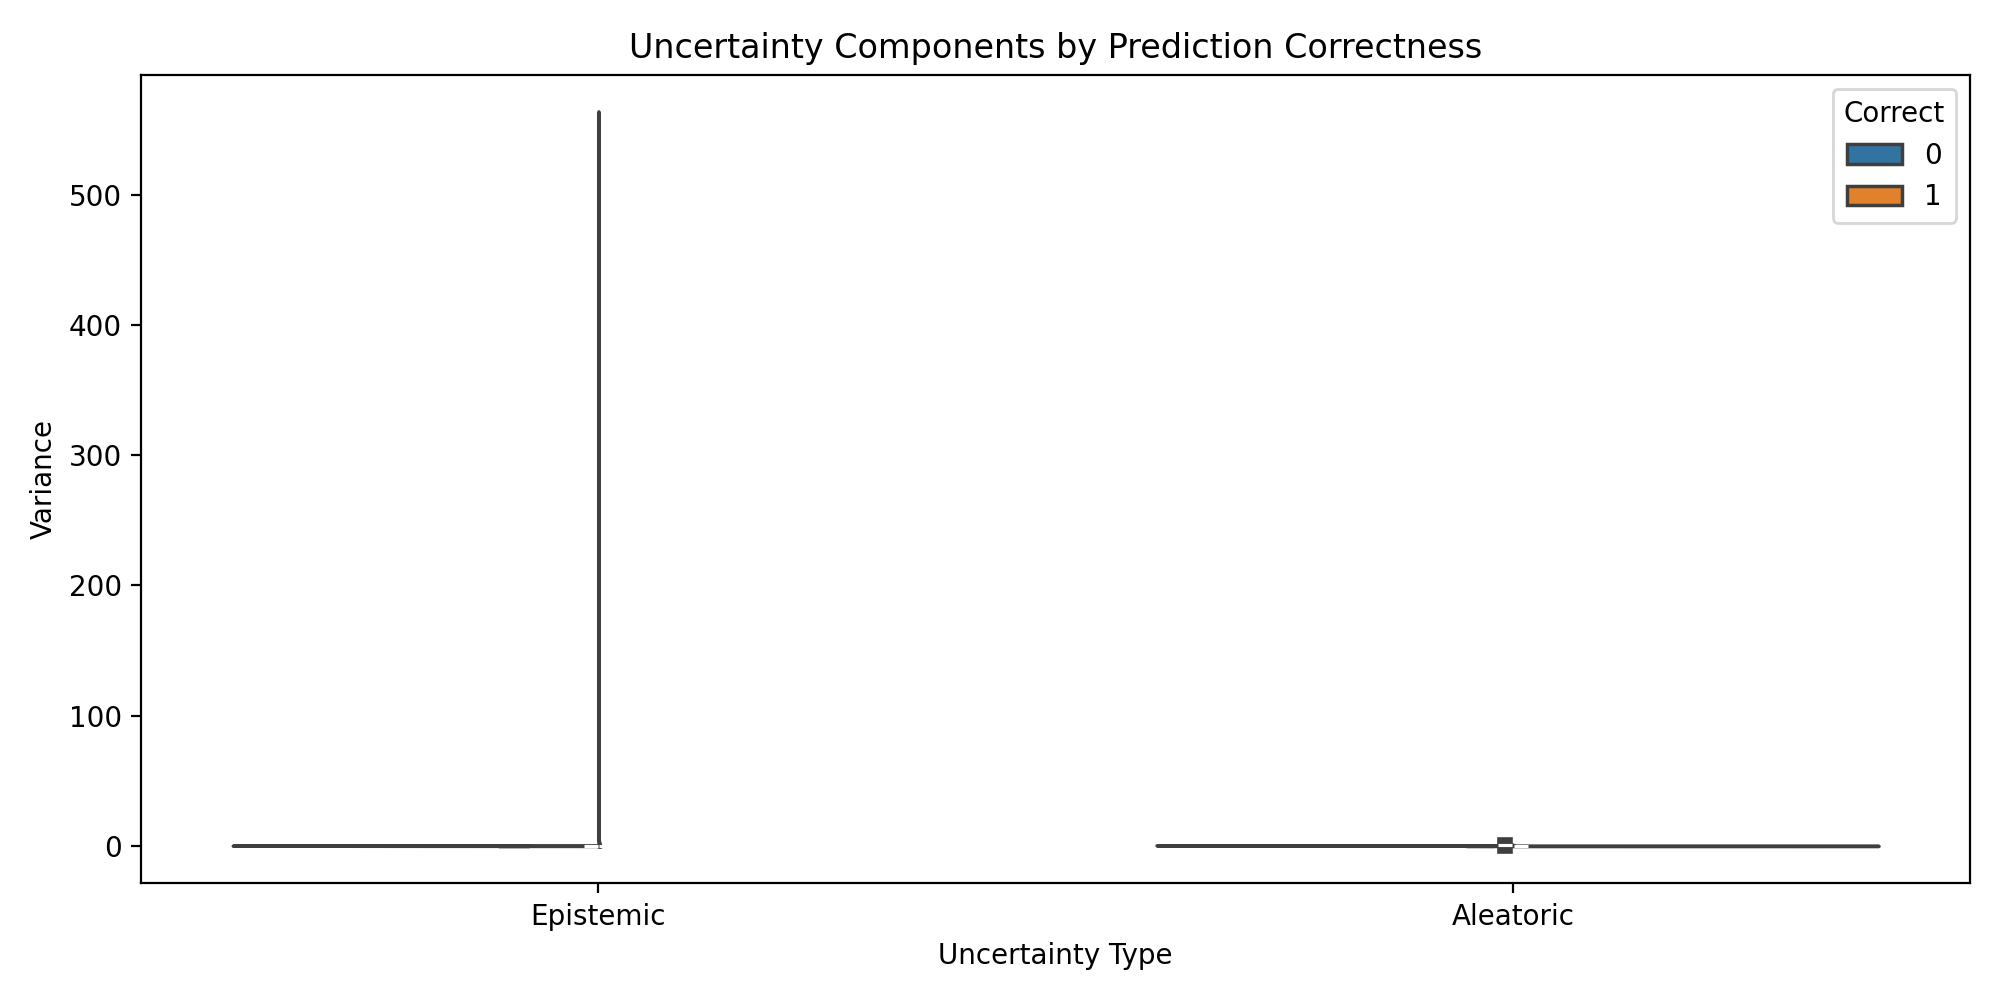 Uncertainty Components by Prediction Correctness
Correct
0
1
500
400
300
200
100
0
Variance
Epistemic
Aleatoric
Uncertainty Type